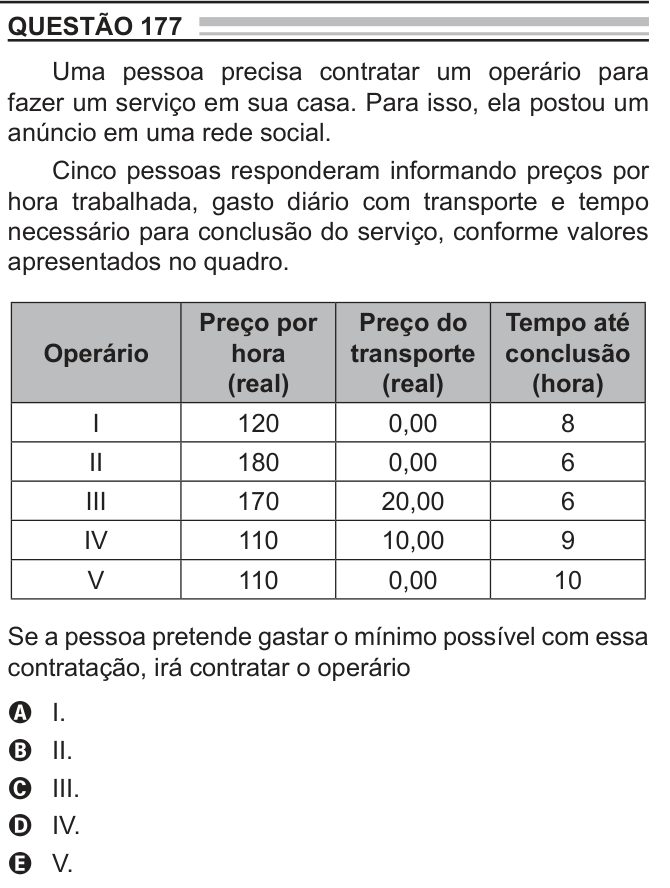 QUESTÃO 177
Uma pessoa precisa contratar um operário para
fazer um serviço em sua casa. Para isso, ela postou um
anúncio em uma rede social.
Cinco pessoas responderam informando preços por
hora trabalhada, gasto diário com transporte e tempo
necessário para conclusão do serviço, conforme valores
apresentados no quadro.
Operário Preço por hora (real) Preço do transporte (real) Tempo até conclusão (hora)
I 120 0,00 8
II 180 0,00 6
III 170 20,00 6
IV 110 10,00 9
V 110 0,00 10
Se a pessoa pretende gastar o mínimo possível com essa
contratação, irá contratar o operário
A I.
B II.
C III.
D IV.
E V.